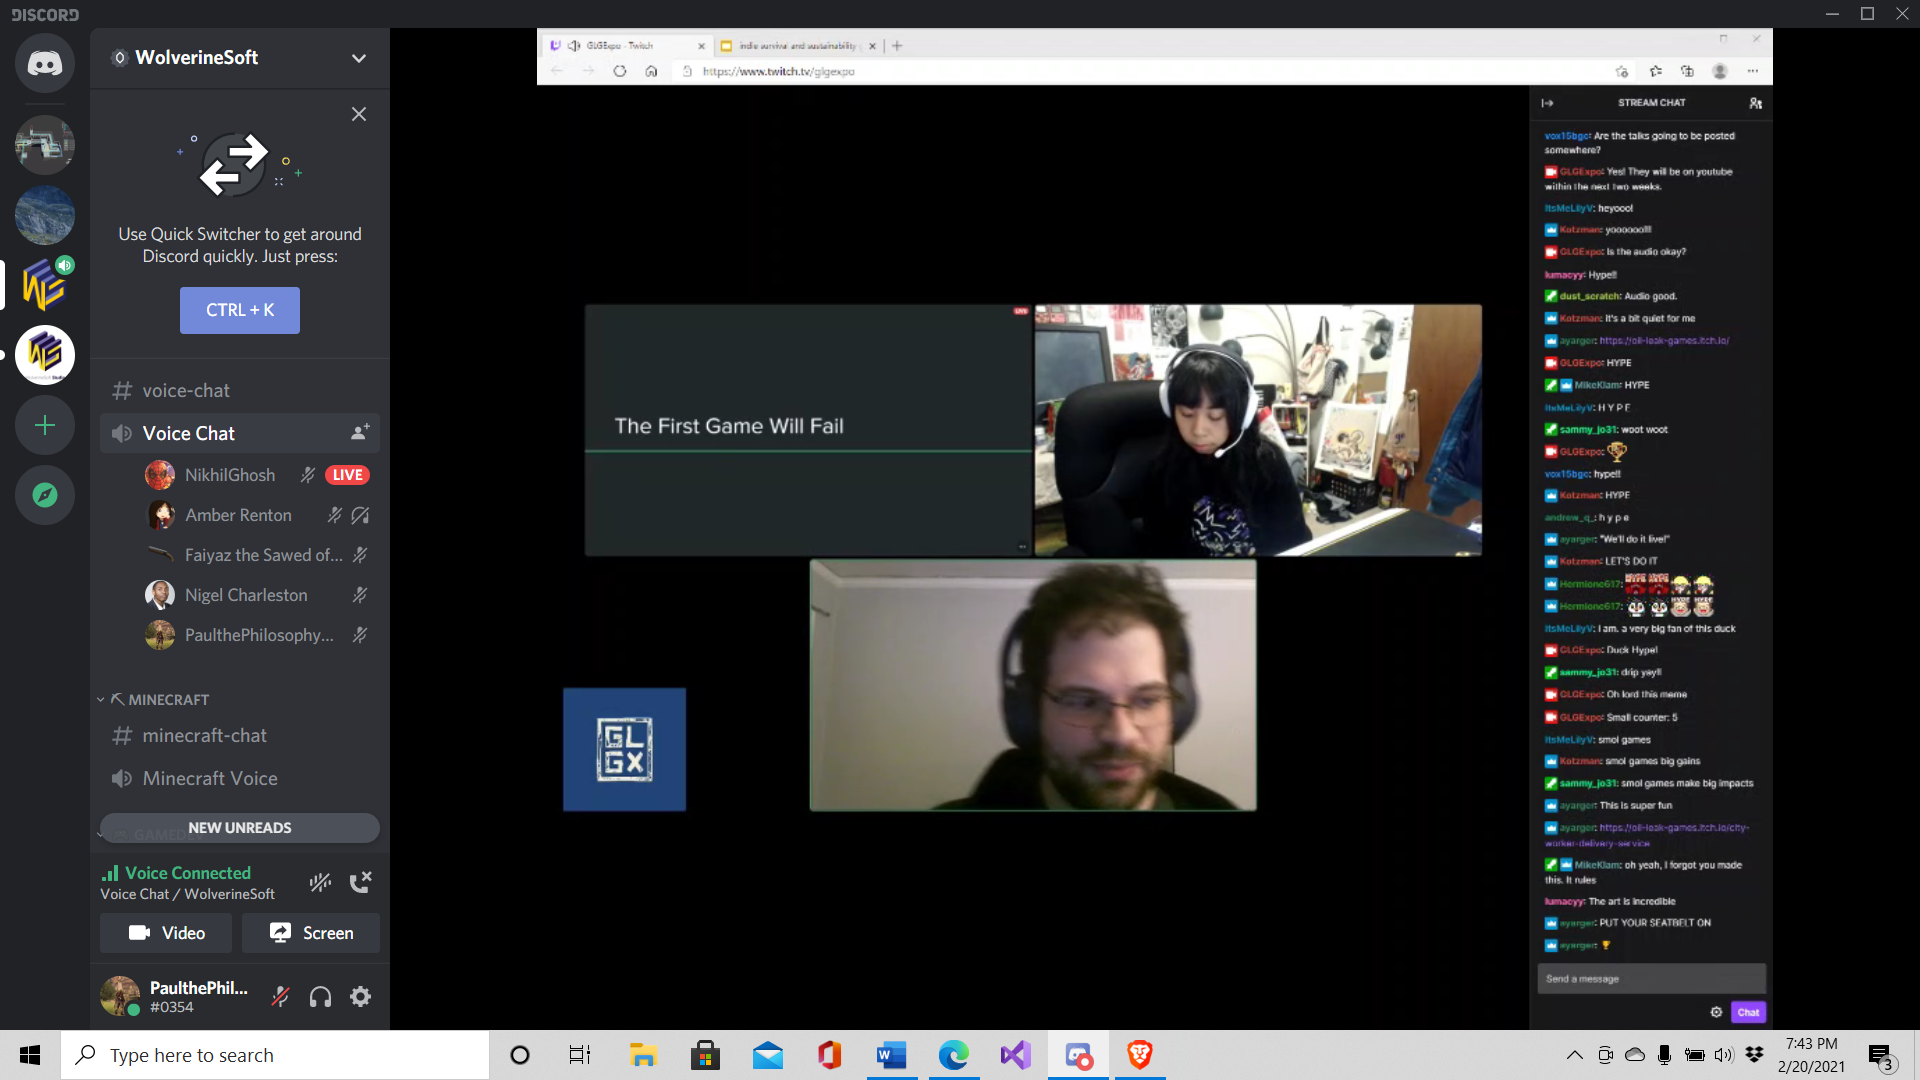 DISCORD
WolverineSoft
Use Quick Switcher to get around
Discord quickly. Just press:
CTRL + K
voice-chat
Voice Chat
NikhilGhosh
LIVE
Amber Renton
Faiyaz the Sawed of...
Nigel Charleston
PaulthePhilosophy...
MINECRAFT
minecraft-chat
Minecraft Voice
NEW UNREADS
Voice Connected
Voice Chat / WolverineSoft
Video
Screen
PaulthePhil...
#0354
GLGExpo - Twitch
indie survival and sustainability
https://www.twitch.tv/glgexpo
LIVE
The First Game Will Fail
GL
GX
STREAM CHAT
vox15bgc: Are the talks going to be posted
somewhere?
GLGExpo: Yes! They will be on youtube
within the next two weeks.
ItsMeLilyV: heyooo!
Kotzman: yooooooo!!!
GLGExpo: Is the audio okay?
lumacyy: Hype!!
dust_scratch: Audio good.
Kotzman: It's a bit quiet for me
ayarger: https://oil-leak-games.itch.io/
GLGExpo: HYPE
MikeKlam: HYPE
ItsMeLilyV: H Y P E
sammy_jo31: woot woot
GLGExpo:
vox15bgc: hype!!
Kotzman: HYPE
andrew_q_: h y p e
ayarger: "We'll do it live!"
Kotzman: LET'S DO IT
Hermione617:
Hermione617:
ItsMeLilyV: I am. a very big fan of this duck
GLGExpo: Duck Hype!
sammy_jo31: drip yay!!
GLGExpo: Oh lord this meme
GLGExpo: Small counter: 5
ItsMeLilyV: smol games
Kotzman: smol games big gains
sammy_jo31: smol games make big impacts
ayarger: This is super fun
ayarger: https://oil-leak-games.itch.io/city-
worker-delivery-service
MikeKlam: oh yeah, I forgot you made
this. It rules
lumacyy: The art is incredible
ayarger: PUT YOUR SEATBELT ON
ayarger:
Send a message
Chat
Type here to search
7:43 PM
2/20/2021
3